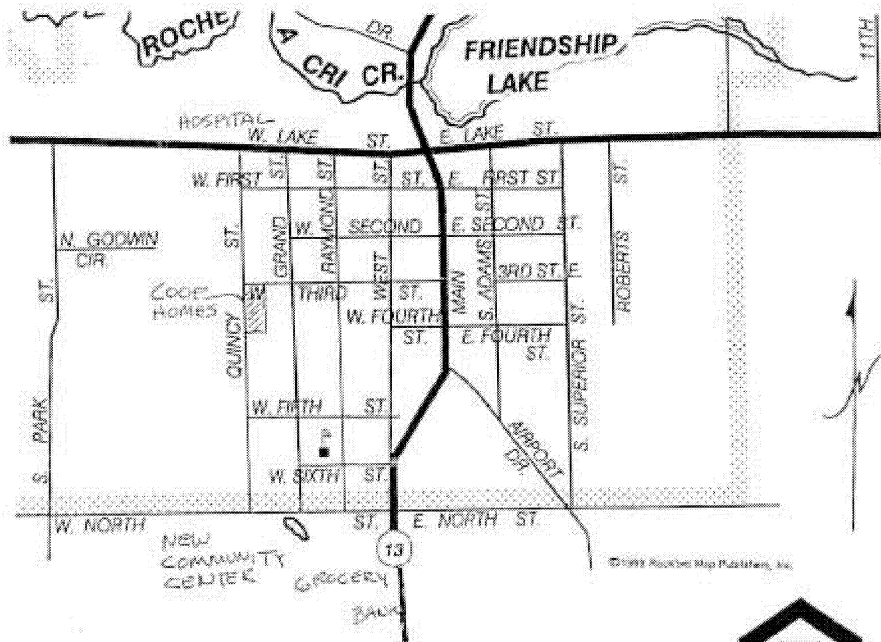 ROCHE
A CRI CR.
DR.
FRIENDSHIP
LAKE
11TH
HOSPITAL
W. LAKE ST.
E. LAKE ST.
W. FIRST ST.
E. FIRST ST.
ST.
GRAND
RAYMOND ST.
ST.
WEST
W. SECOND
E. SECOND ST.
S. ADAMS ST.
ST.
ROBERTS
N. GODWIN
CIR.
ST.
QUINCY
COOP
HOMES
W. THIRD ST.
3RD ST. E.
MAIN
W. FOURTH
ST.
E. FOURTH
ST.
S. SUPERIOR ST.
S. PARK ST.
W. FIFTH ST.
AIRPORT
DR.
W. SIXTH ST.
N
W. NORTH ST.
E. NORTH ST.
NEW
COMMUNITY
CENTER
13
GROCERY
BANK